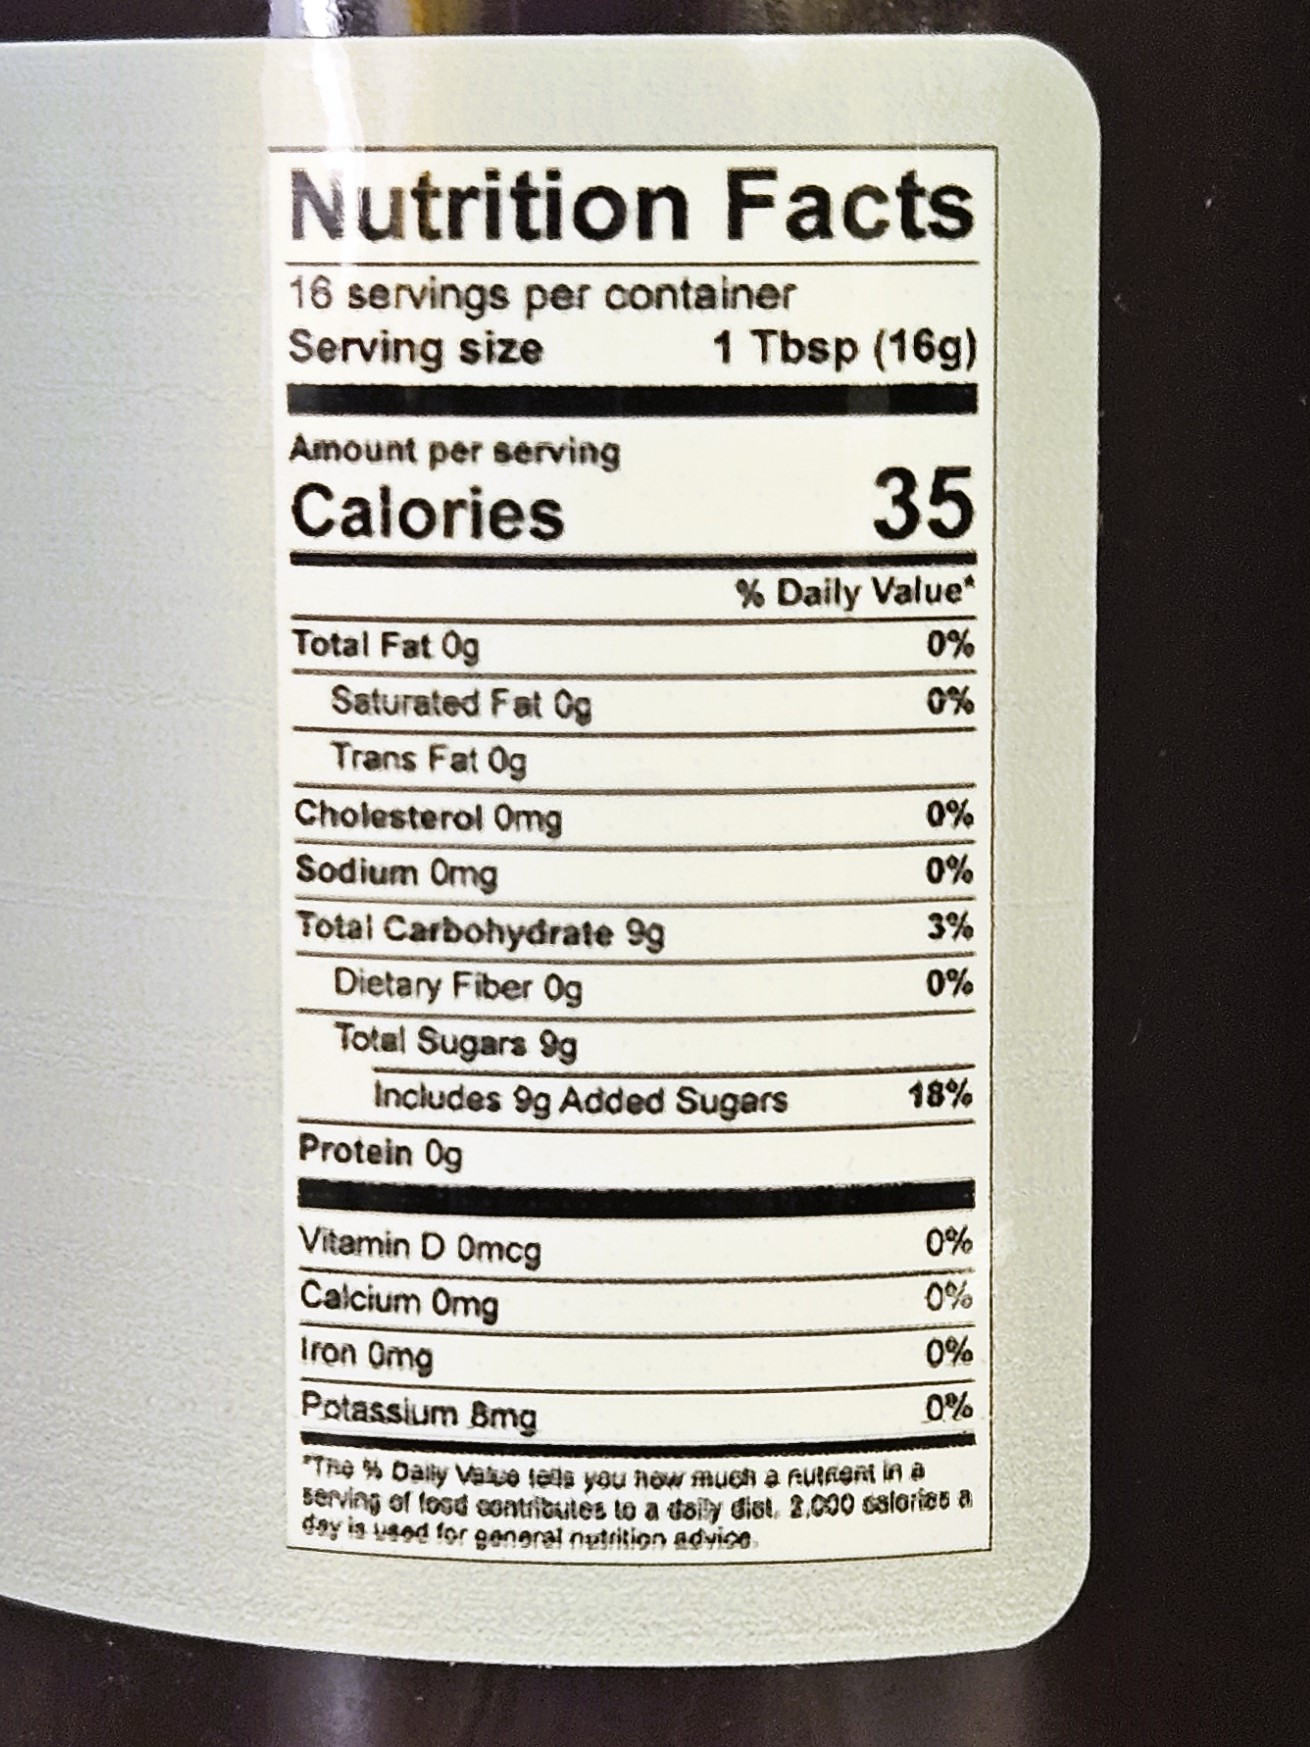 Nutrition Facts
16 servings per container
Serving size 1 Tbsp (16g)
Amount per serving
Calories 35
% Daily Value*
Total Fat 0g 0%
Saturated Fat 0g 0%
Trans Fat 0g
Cholesterol 0mg 0%
Sodium 0mg 0%
Total Carbohydrate 9g 3%
Dietary Fiber 0g 0%
Total Sugars 9g
Includes 9g Added Sugars 18%
Protein 0g
Vitamin D 0mcg 0%
Calcium 0mg 0%
Iron 0mg 0%
Potassium 8mg 0%
*The % Daily Value tells you how much a nutrient in a
serving of food contributes to a daily diet. 2,000 calories a
day is used for general nutrition advice.